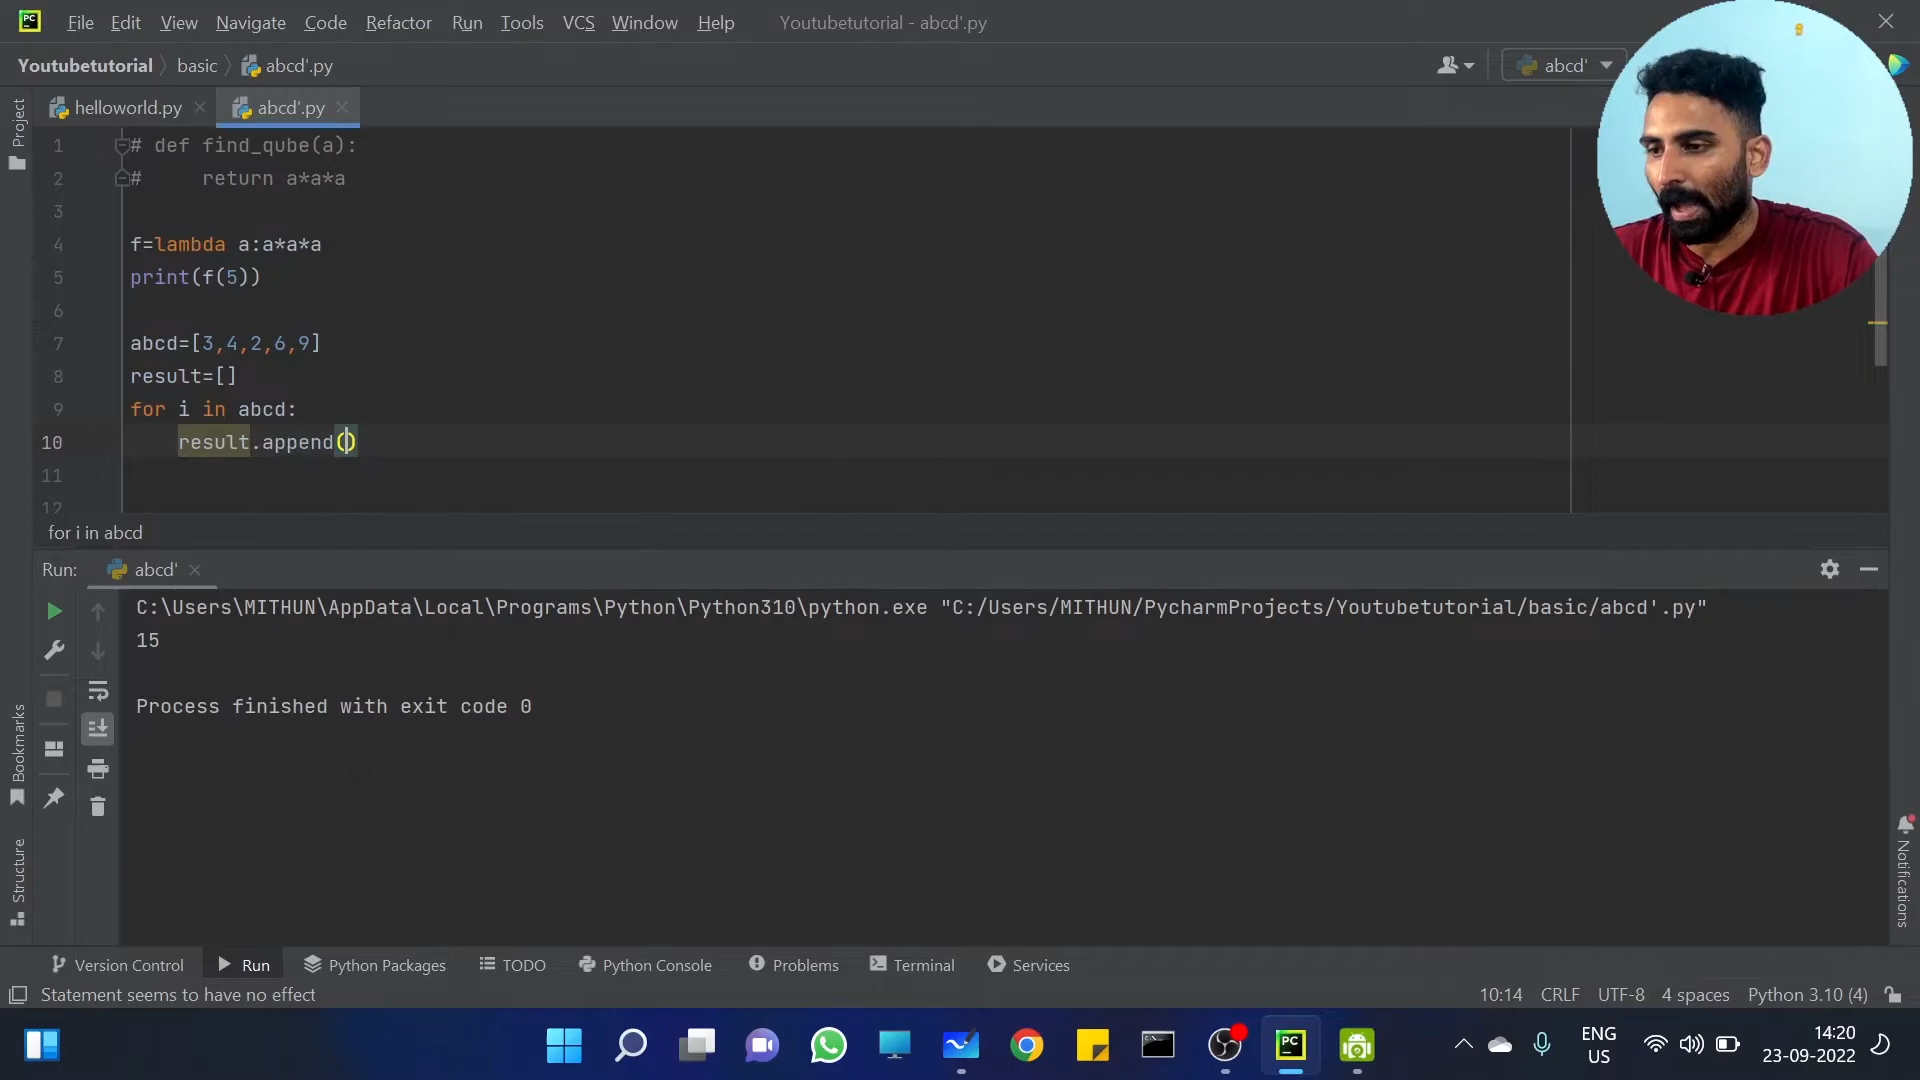 PC File Edit View Navigate Code Refactor Run Tools VCS Window Help Youtubetutorial - abcd'.py
Youtubetutorial basic abcd'.py abcd'
helloworld.py abcd'.py
Project
1 # def find_qube(a):
2 #     return a*a*a
3
4 f=lambda a:a*a*a
5 print(f(5))
6
7 abcd=[3,4,2,6,9]
8 result=[]
9 for i in abcd:
10     result.append()
11
12
for i in abcd
Run: abcd'
C:\Users\MITHUN\AppData\Local\Programs\Python\Python310\python.exe "C:/Users/MITHUN/PycharmProjects/Youtubetutorial/basic/abcd'.py"
15
Process finished with exit code 0
Bookmarks
Structure
Notifications
Version Control Run Python Packages TODO Python Console Problems Terminal Services
Statement seems to have no effect 10:14 CRLF UTF-8 4 spaces Python 3.10 (4)
PC
ENG
US
14:20
23-09-2022